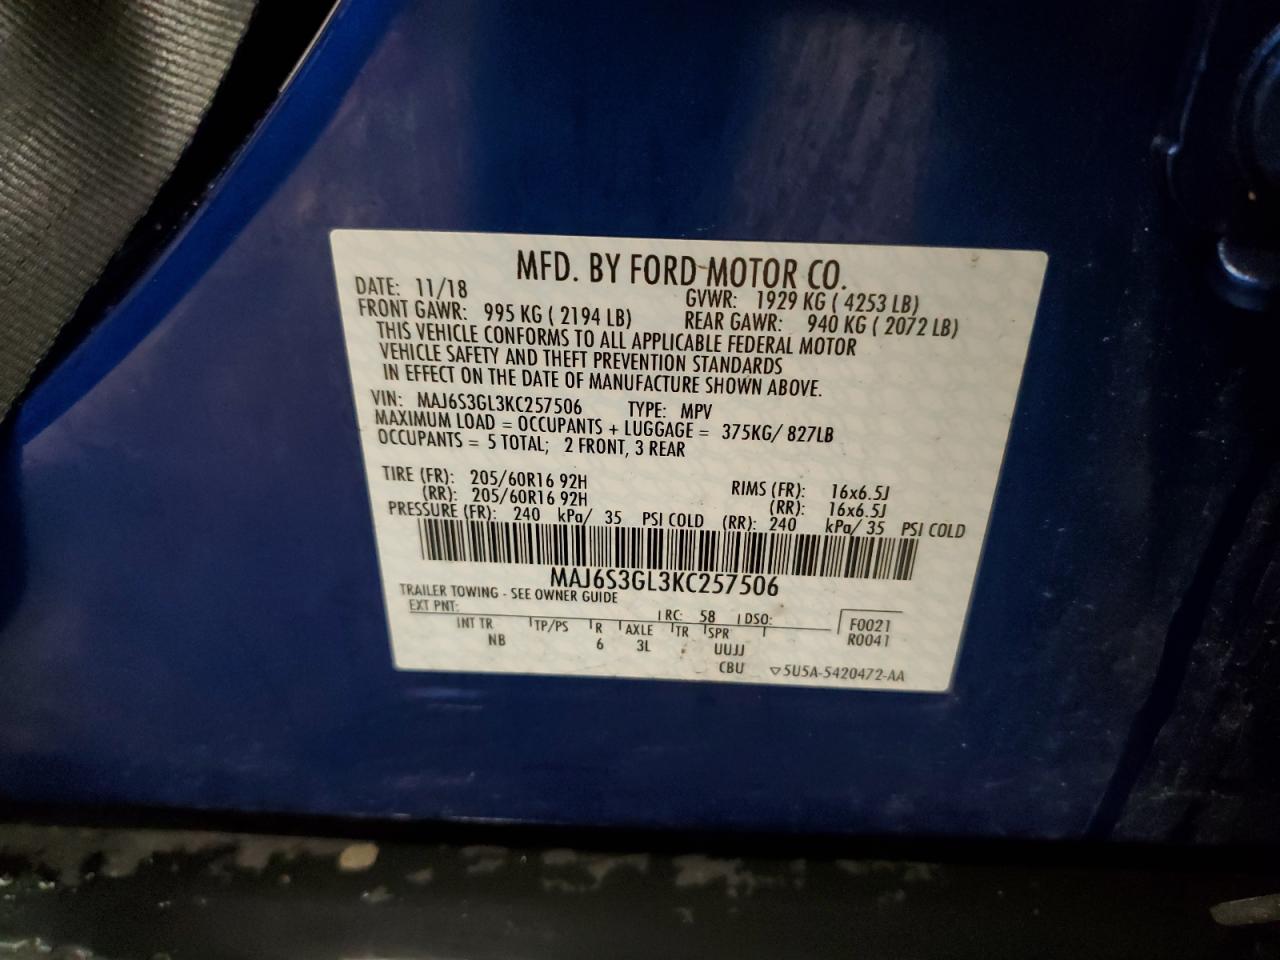 MFD. BY FORD MOTOR CO.
DATE: 11/18 GVWR: 1929 KG ( 4253 LB)
FRONT GAWR: 995 KG ( 2194 LB) REAR GAWR: 940 KG ( 2072 LB)
THIS VEHICLE CONFORMS TO ALL APPLICABLE FEDERAL MOTOR
VEHICLE SAFETY AND THEFT PREVENTION STANDARDS
IN EFFECT ON THE DATE OF MANUFACTURE SHOWN ABOVE.
VIN: MAJ6S3GL3KC257506 TYPE: MPV
MAXIMUM LOAD = OCCUPANTS + LUGGAGE = 375KG/ 827LB
OCCUPANTS = 5 TOTAL; 2 FRONT, 3 REAR
TIRE (FR): 205/60R16 92H RIMS (FR): 16x6.5J
(RR): 205/60R16 92H (RR): 16x6.5J
PRESSURE (FR): 240 kPa/ 35 PSI COLD (RR): 240 kPa/ 35 PSI COLD
MAJ6S3GL3KC257506
TRAILER TOWING - SEE OWNER GUIDE
EXT PNT: RC: 58 DSO: F0021
INT TR TP/PS R AXLE TR SPR R0041
NB 6 3L UUJJ
CBU ▽5U5A-5420472-AA